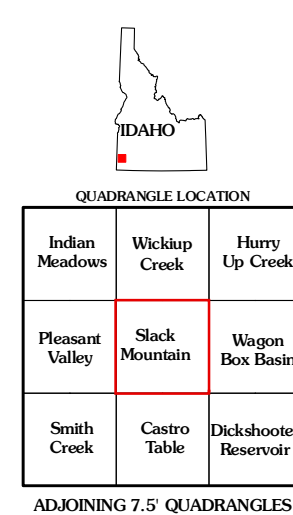 IDAHO
QUADRANGLE LOCATION
Indian Meadows
Wickiup Creek
Hurry Up Creek
Pleasant Valley
Slack Mountain
Wagon Box Basin
Smith Creek
Castro Table
Dickshoote Reservoir
ADJOINING 7.5' QUADRANGLES